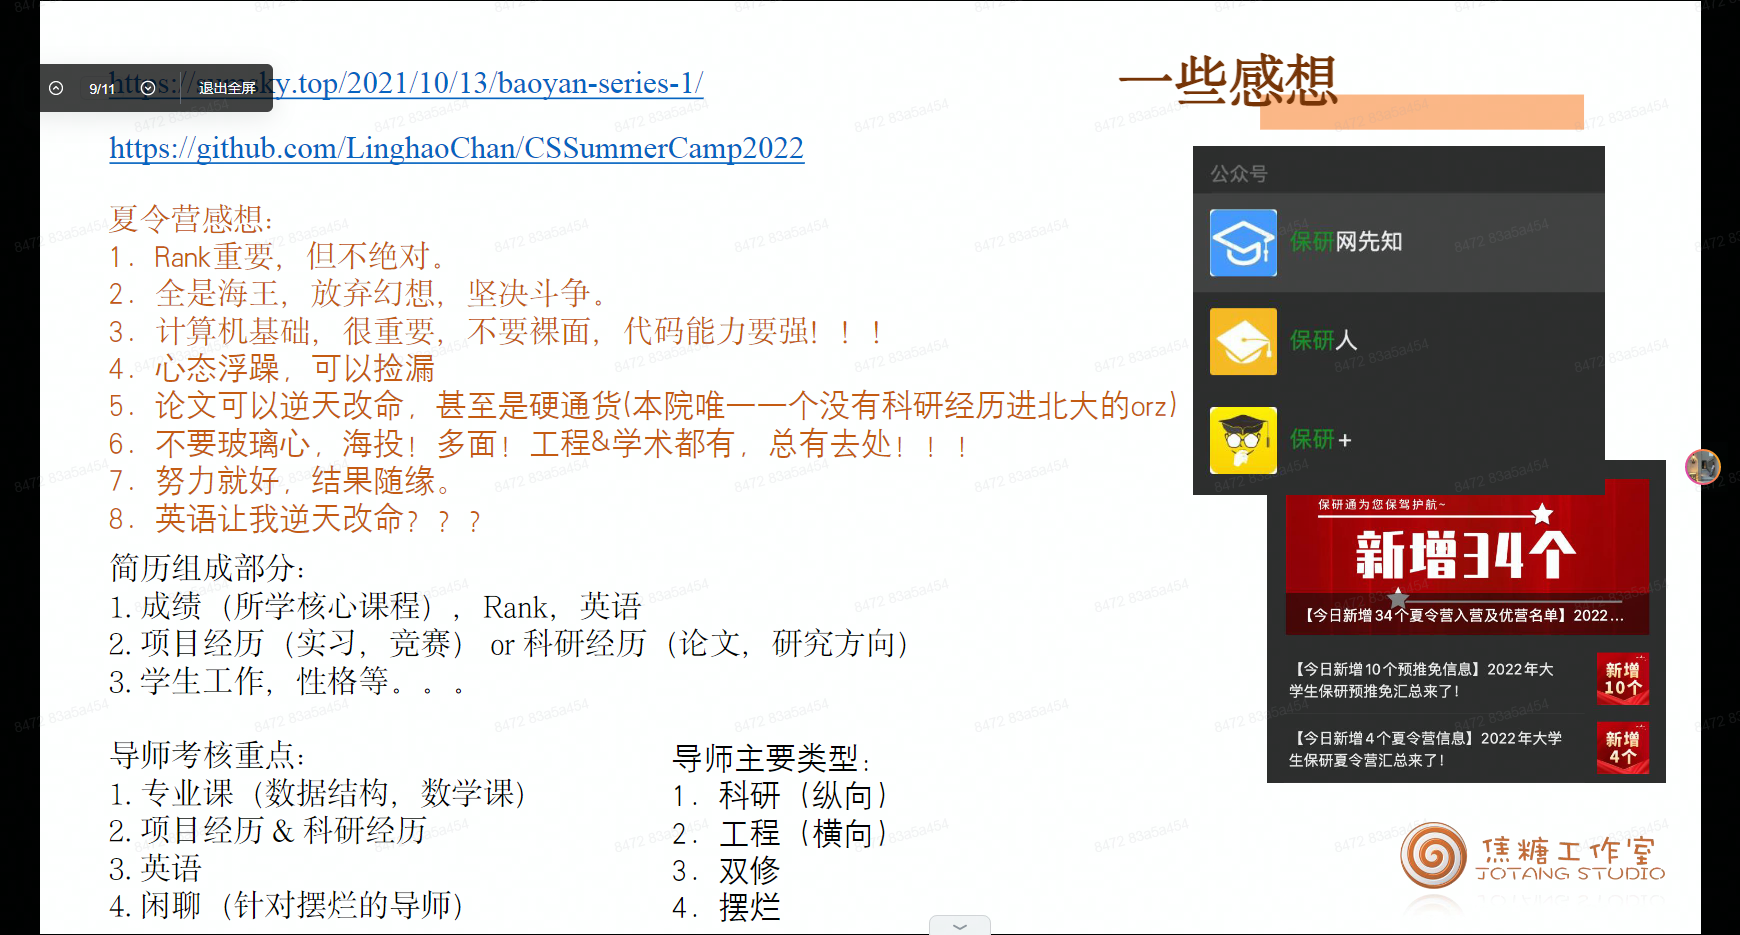 https://sumsky.top/2021/10/13/baoyan-series-1/
9/11
退出全屏
一些感想
https://github.com/LinghaoChan/CSSummerCamp2022
夏令营感想:
1. Rank重要，但不绝对。
2. 全是海王，放弃幻想，坚决斗争。
3. 计算机基础，很重要，不要裸面，代码能力要强！！！
4. 心态浮躁，可以捡漏
5. 论文可以逆天改命，甚至是硬通货(本院唯一一个没有科研经历进北大的orz)
6. 不要玻璃心，海投！多面！工程&学术都有，总有去处！！！
7. 努力就好，结果随缘。
8. 英语让我逆天改命？？？
简历组成部分:
1. 成绩（所学核心课程），Rank，英语
2. 项目经历（实习，竞赛） or 科研经历（论文，研究方向）
3. 学生工作，性格等。。。
导师考核重点:
1. 专业课（数据结构，数学课）
2. 项目经历 & 科研经历
3. 英语
4. 闲聊（针对摆烂的导师）
导师主要类型:
1. 科研（纵向）
2. 工程（横向）
3. 双修
4. 摆烂
公众号
保研网先知
保研人
保研+
保研通为您保驾护航~
新增34个
【今日新增34个夏令营入营及优营名单】2022...
【今日新增10个预推免信息】2022年大
学生保研预推免汇总来了!
新增
10个
【今日新增4个夏令营信息】2022年大学
生保研夏令营汇总来了!
新增
4个
焦糖工作室
JOTANG STUDIO
8472 83a5a454